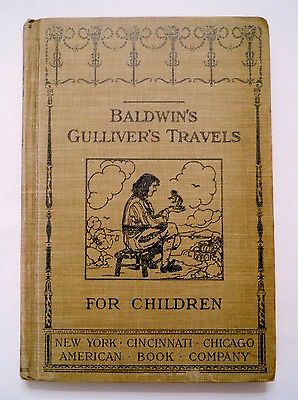 BALDWIN'S
GULLIVER'S TRAVELS
FOR CHILDREN
NEW YORK · CINCINNATI · CHICAGO
AMERICAN · BOOK · COMPANY